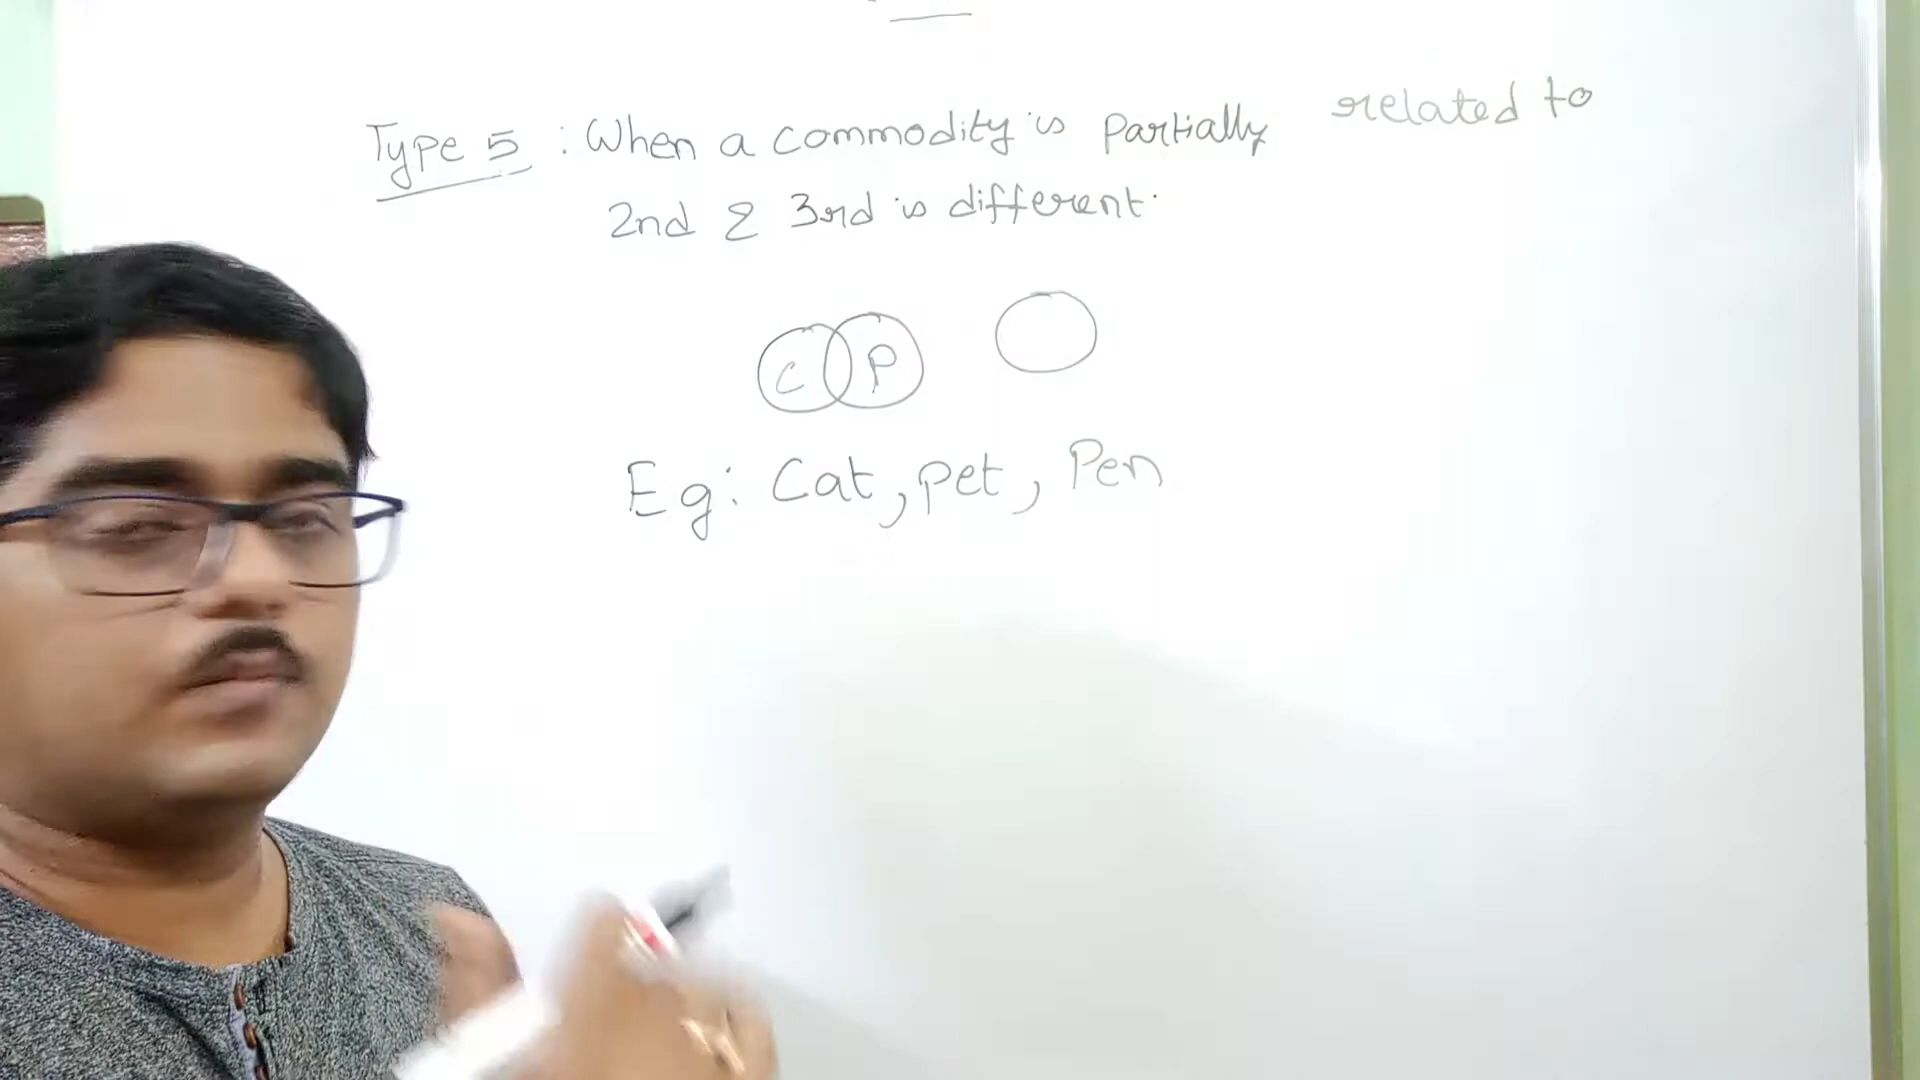 Type 5 : When a commodity is partially related to
2nd & 3rd is different.
C P
Eg: Cat, pet, Pen